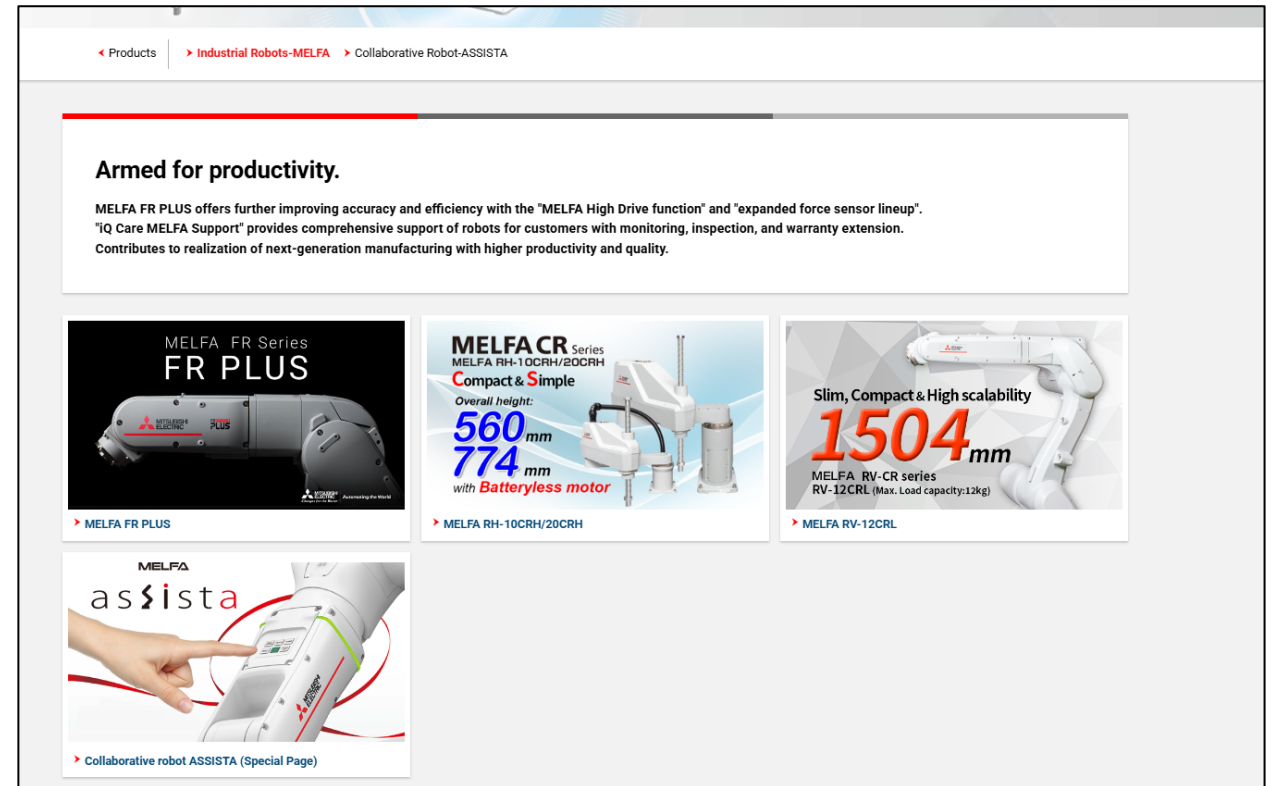 Products
Industrial Robots-MELFA
Collaborative Robot-ASSISTA
Armed for productivity.
MELFA FR PLUS offers further improving accuracy and efficiency with the "MELFA High Drive function" and "expanded force sensor lineup".
"iQ Care MELFA Support" provides comprehensive support of robots for customers with monitoring, inspection, and warranty extension.
Contributes to realization of next-generation manufacturing with higher productivity and quality.
MELFA FR Series
FR PLUS
MITSUBISHI
ELECTRIC
PLUS
MITSUBISHI
ELECTRIC
Changes for the Better
Automating the World
MELFA FR PLUS
MELFA CR Series
MELFA RH-10CRH/20CRH
Compact & Simple
Overall height:
560mm
774mm
with Batteryless motor
MELFA RH-10CRH/20CRH
Slim, Compact & High scalability
1504mm
MELFA RV-CR series
RV-12CRL (Max. Load capacity:12kg)
MELFA RV-12CRL
MELFA
assista
MITSUBISHI
ELECTRIC
Collaborative robot ASSISTA (Special Page)